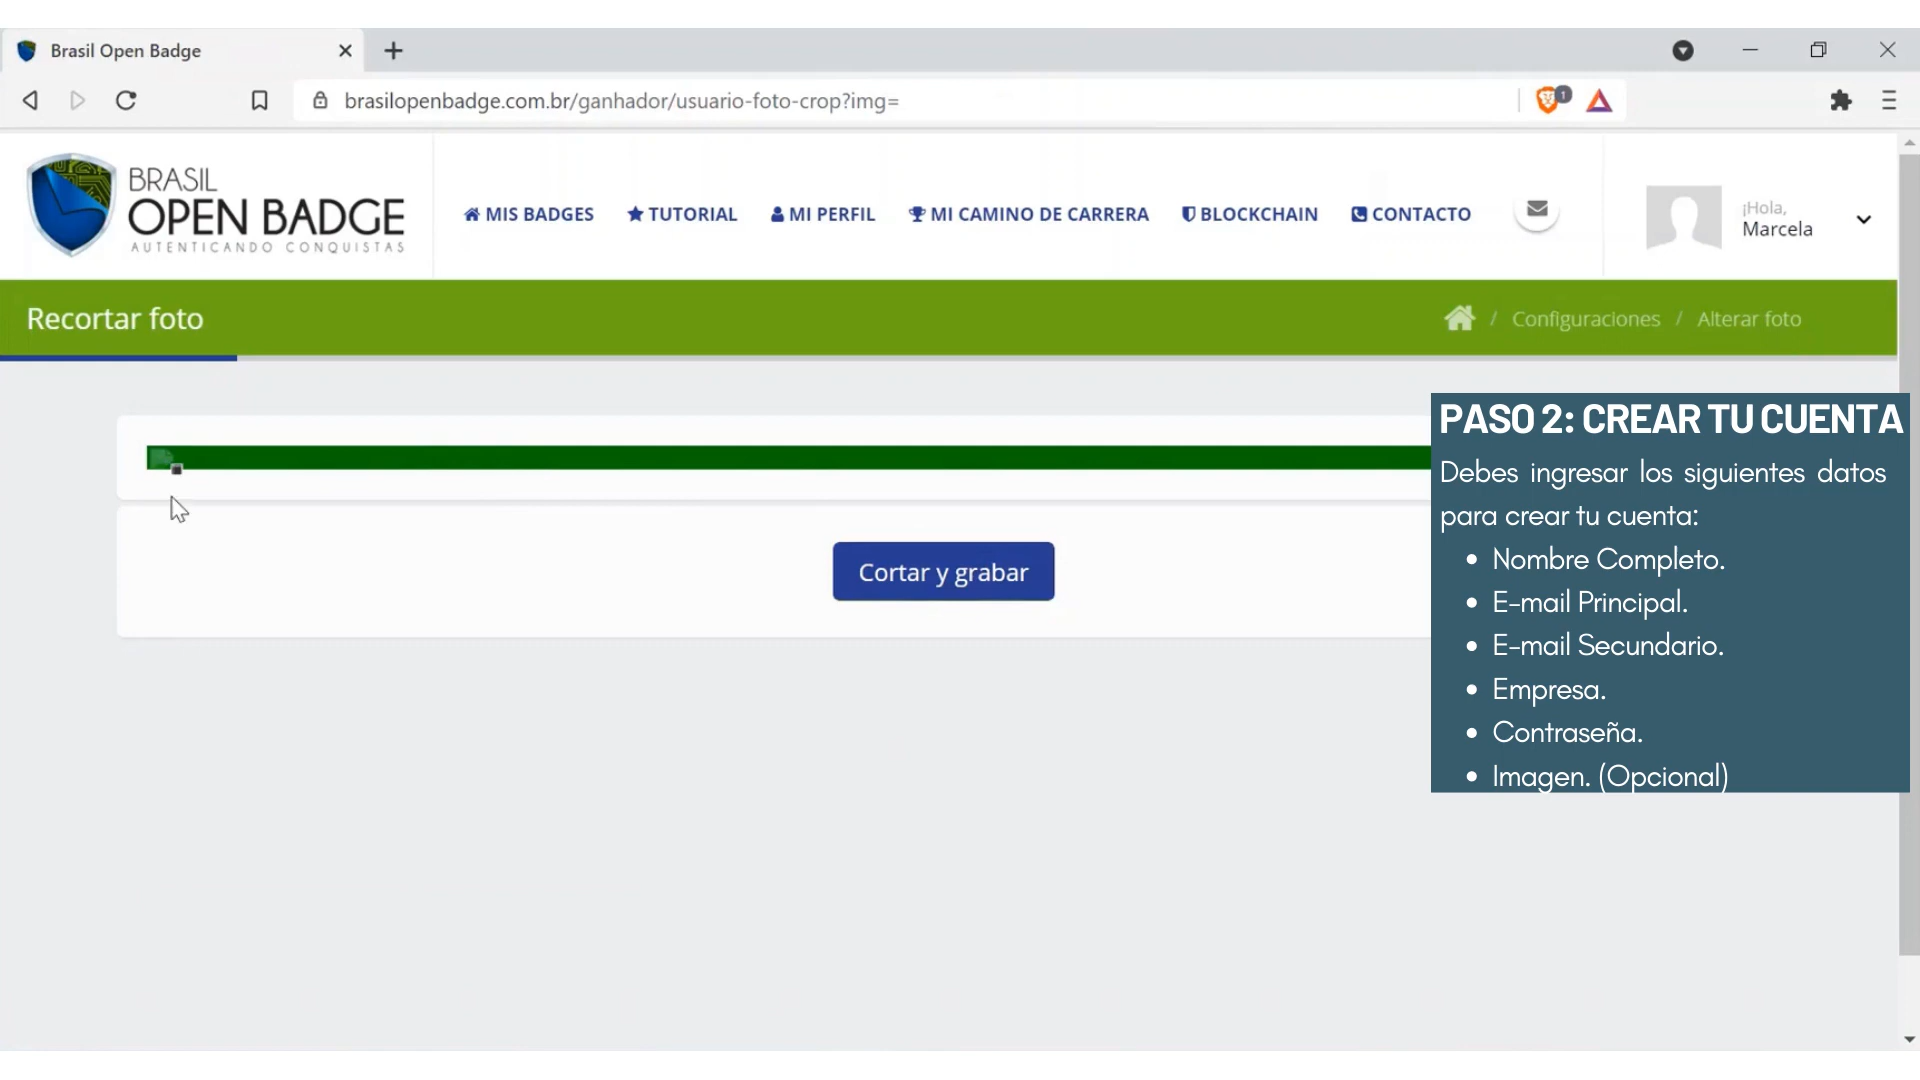 Brasil Open Badge
brasilopenbadge.com.br/ganhador/usuario-foto-crop?img=
1
BRASIL
OPEN BADGE
AUTENTICANDO CONQUISTAS
MIS BADGES
TUTORIAL
MI PERFIL
MI CAMINO DE CARRERA
BLOCKCHAIN
CONTACTO
¡Hola,
Marcela
Recortar foto
/ Configuraciones / Alterar foto
Cortar y grabar
PASO 2: CREAR TU CUENTA
Debes ingresar los siguientes datos
para crear tu cuenta:
• Nombre Completo.
• E-mail Principal.
• E-mail Secundario.
• Empresa.
• Contraseña.
• Imagen. (Opcional)